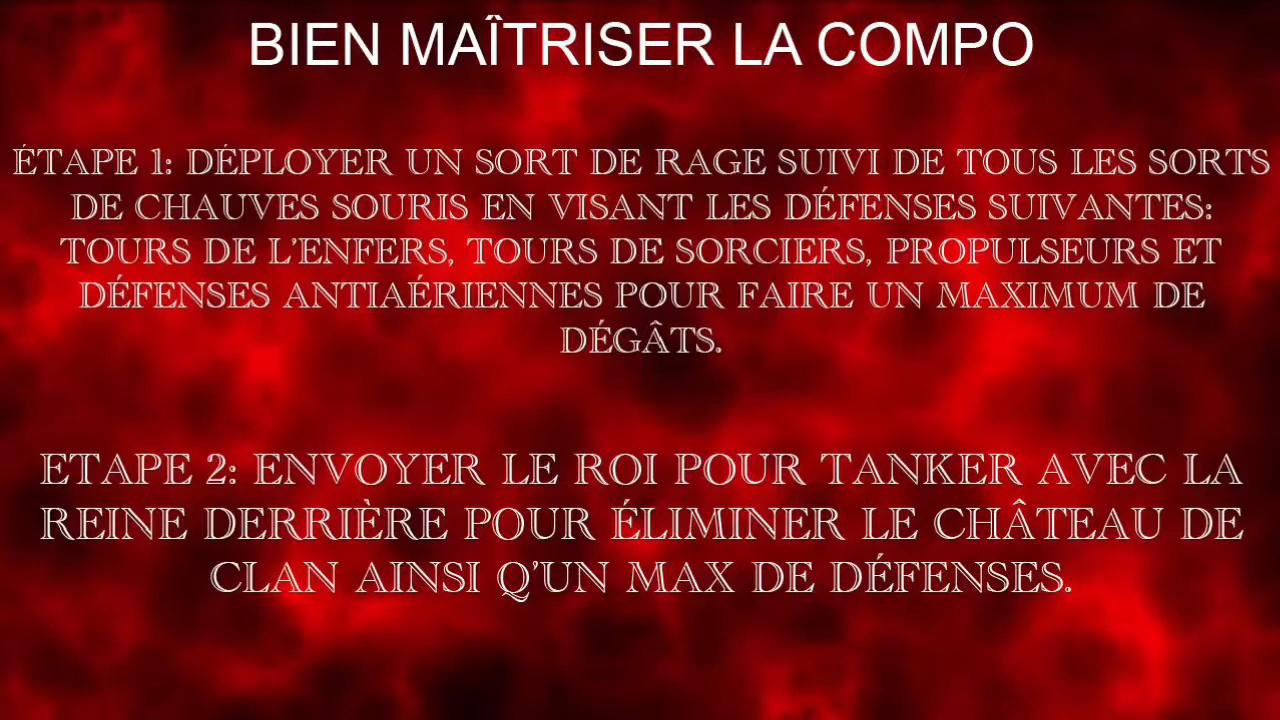 BIEN MAÎTRISER LA COMPO
ÉTAPE 1: DÉPLOYER UN SORT DE RAGE SUIVI DE TOUS LES SORTS
DE CHAUVES SOURIS EN VISANT LES DÉFENSES SUIVANTES:
TOURS DE L'ENFERS, TOURS DE SORCIERS, PROPULSEURS ET
DÉFENSES ANTIAÉRIENNES POUR FAIRE UN MAXIMUM DE
DÉGÂTS.
ETAPE 2: ENVOYER LE ROI POUR TANKER AVEC LA
REINE DERRIÈRE POUR ÉLIMINER LE CHÂTEAU DE
CLAN AINSI Q'UN MAX DE DÉFENSES.